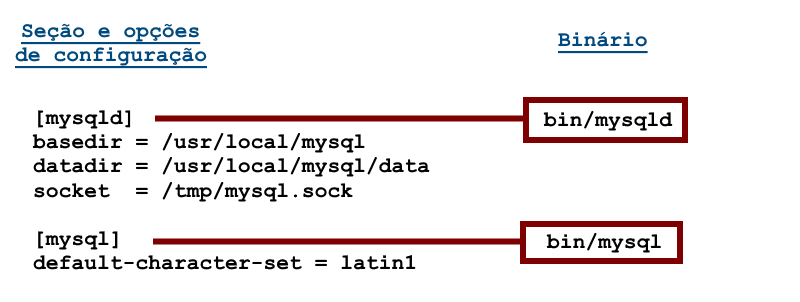 Seção e opções
de configuração
Binário
[mysqld]
bin/mysqld
basedir = /usr/local/mysql
datadir = /usr/local/mysql/data
socket  = /tmp/mysql.sock
[mysql]
bin/mysql
default-character-set = latin1